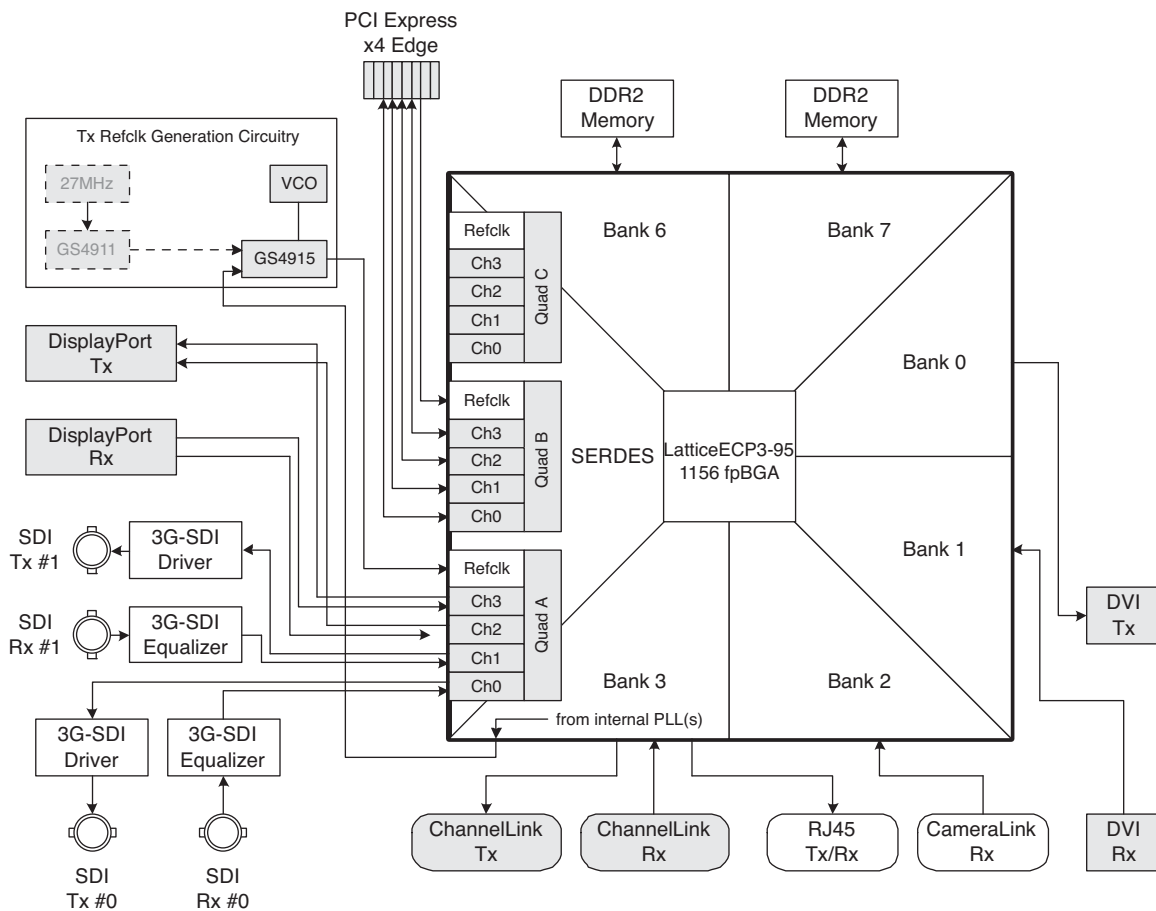 PCI Express
x4 Edge
DDR2
Memory
DDR2
Memory
Tx Refclk Generation Circuitry
27MHz
VCO
GS4911
GS4915
Refclk
Ch3
Ch2
Ch1
Ch0
Quad C
Bank 6
Bank 7
DisplayPort
Tx
Bank 0
DisplayPort
Rx
Refclk
Ch3
Ch2
Ch1
Ch0
Quad B
SERDES
LatticeECP3-95
1156 fpBGA
SDI
Tx #1
3G-SDI
Driver
SDI
Rx #1
3G-SDI
Equalizer
Refclk
Ch3
Ch2
Ch1
Ch0
Quad A
Bank 1
DVI
Tx
Bank 3
Bank 2
from internal PLL(s)
3G-SDI
Driver
3G-SDI
Equalizer
SDI
Tx #0
SDI
Rx #0
ChannelLink
Tx
ChannelLink
Rx
RJ45
Tx/Rx
CameraLink
Rx
DVI
Rx